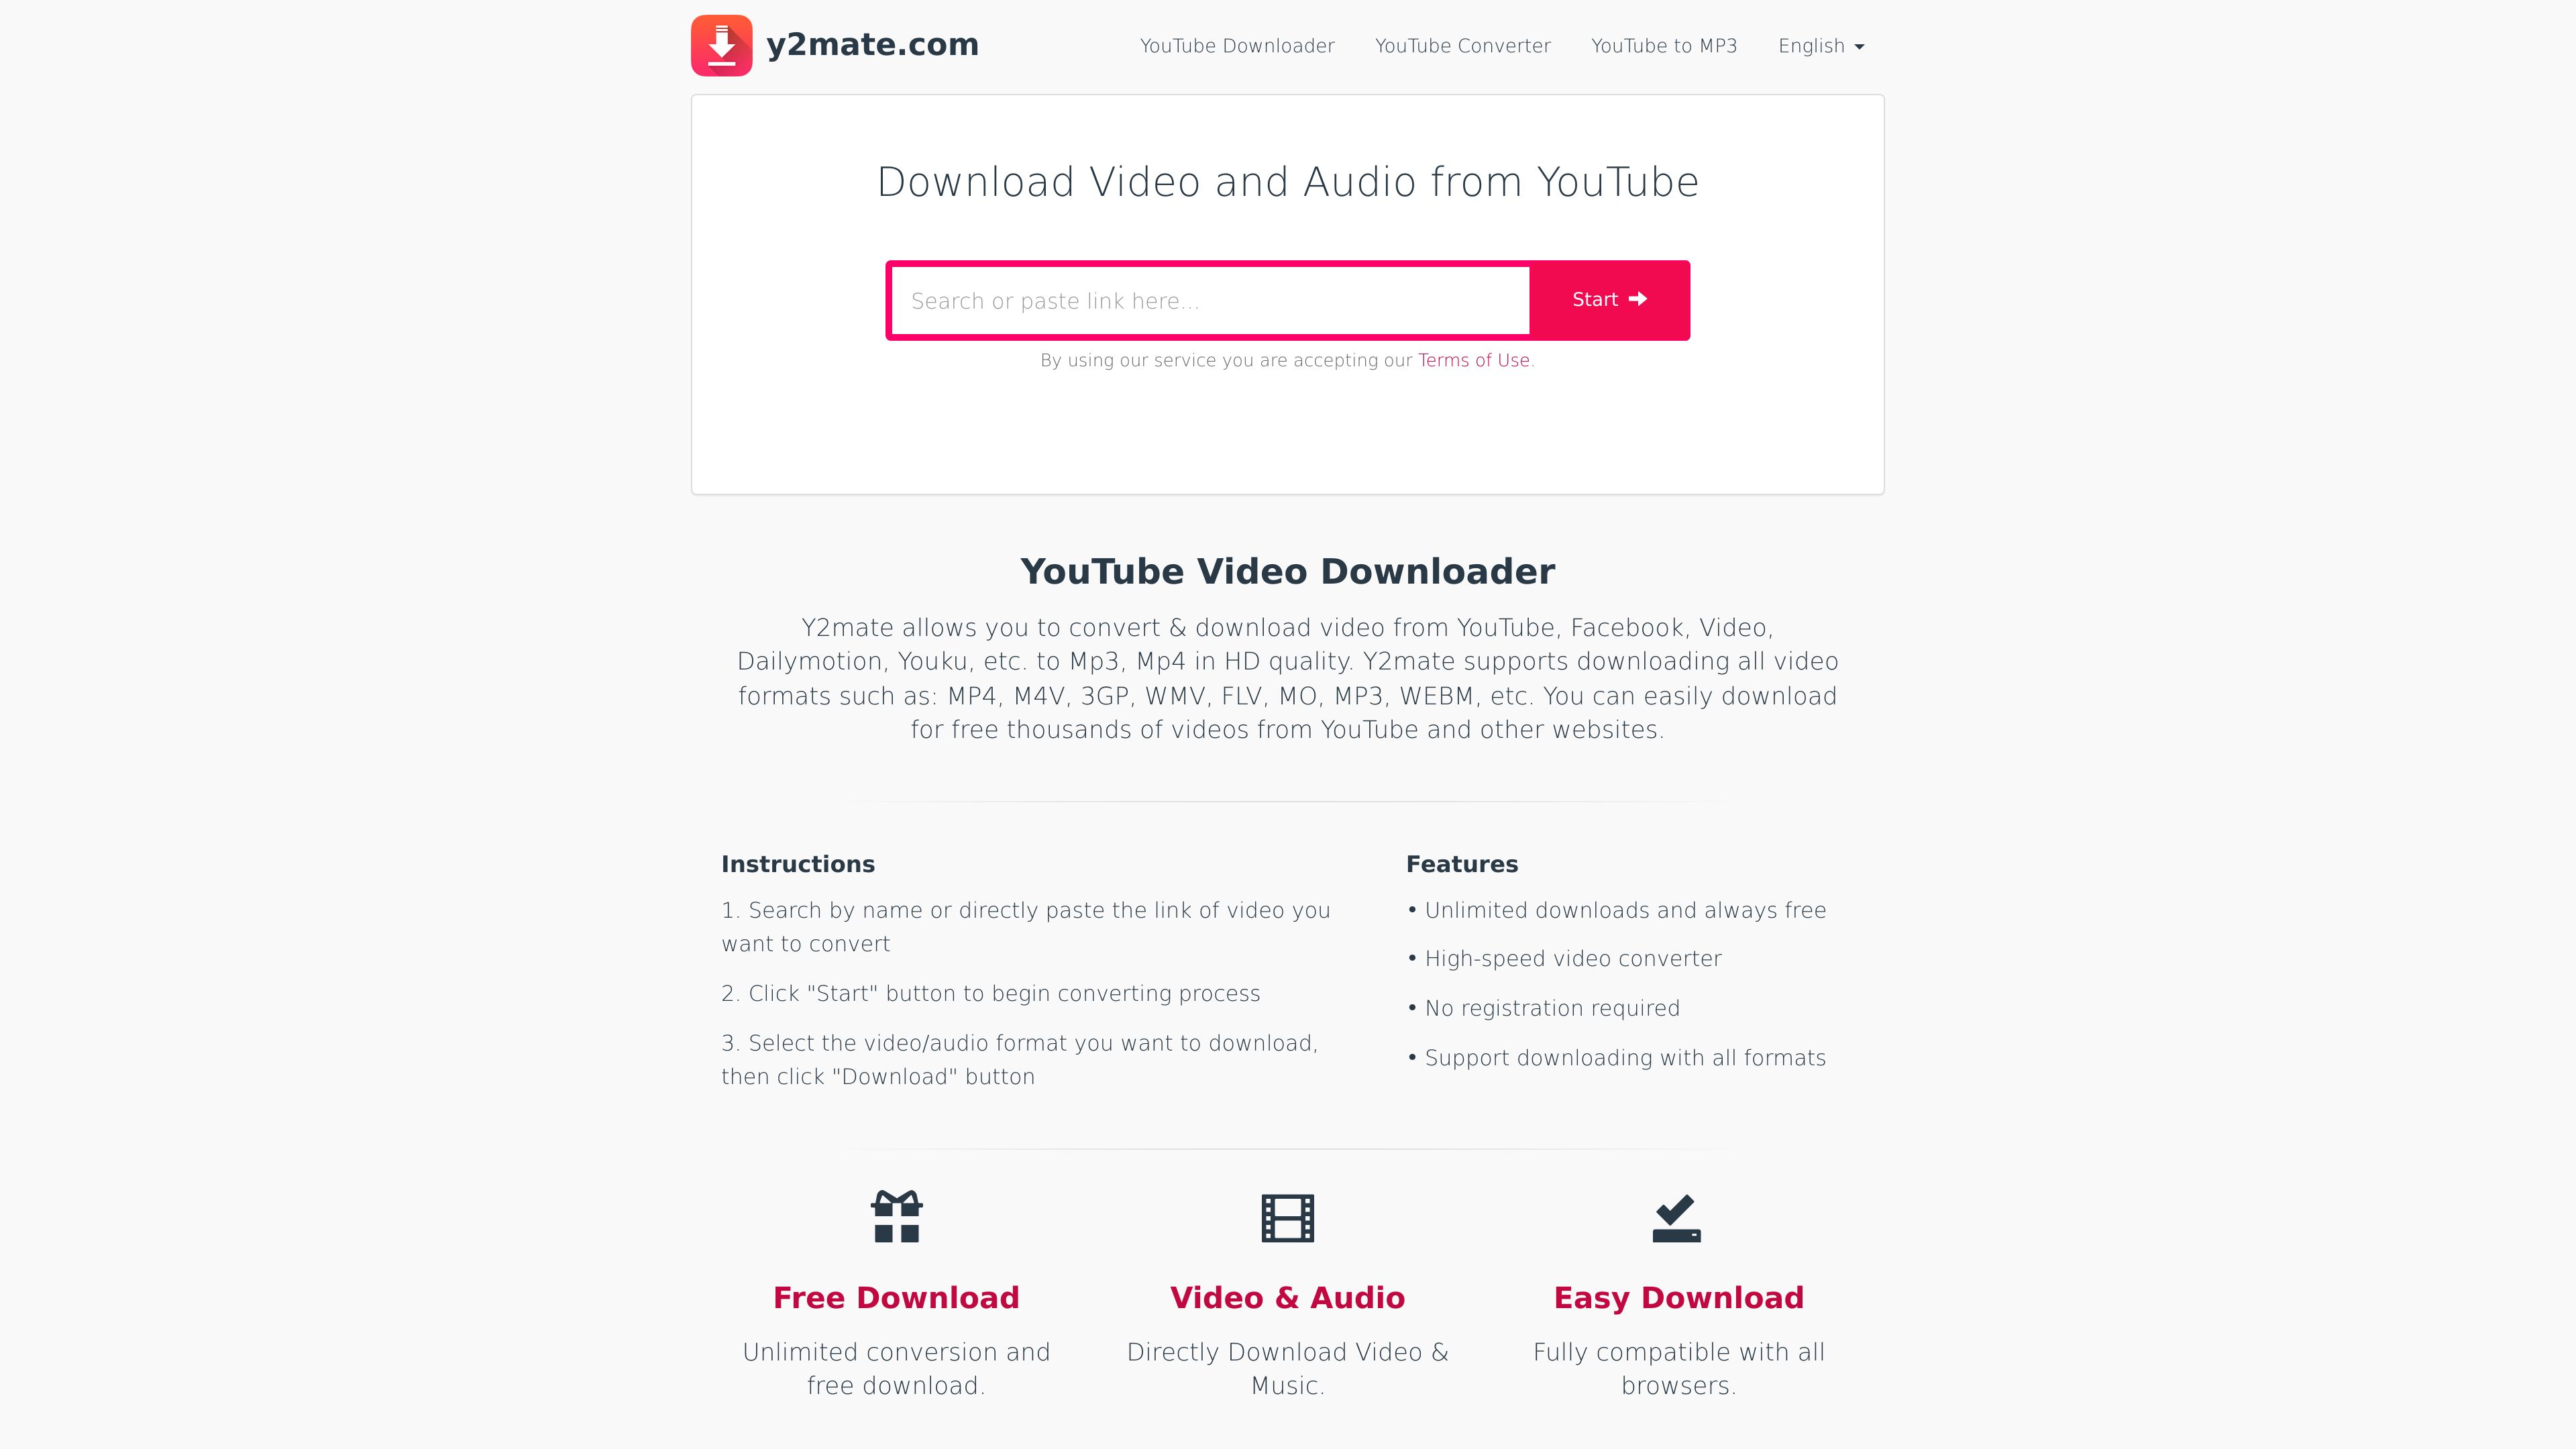 y2mate.com
YouTube Downloader
YouTube Converter
YouTube to MP3
English
Download Video and Audio from YouTube
Search or paste link here...
Start
By using our service you are accepting our Terms of Use.
YouTube Video Downloader
Y2mate allows you to convert & download video from YouTube, Facebook, Video,
Dailymotion, Youku, etc. to Mp3, Mp4 in HD quality. Y2mate supports downloading all video
formats such as: MP4, M4V, 3GP, WMV, FLV, MO, MP3, WEBM, etc. You can easily download
for free thousands of videos from YouTube and other websites.
Instructions
1. Search by name or directly paste the link of video you
want to convert
2. Click "Start" button to begin converting process
3. Select the video/audio format you want to download,
then click "Download" button
Features
• Unlimited downloads and always free
• High-speed video converter
• No registration required
• Support downloading with all formats
Free Download
Unlimited conversion and
free download.
Video & Audio
Directly Download Video &
Music.
Easy Download
Fully compatible with all
browsers.